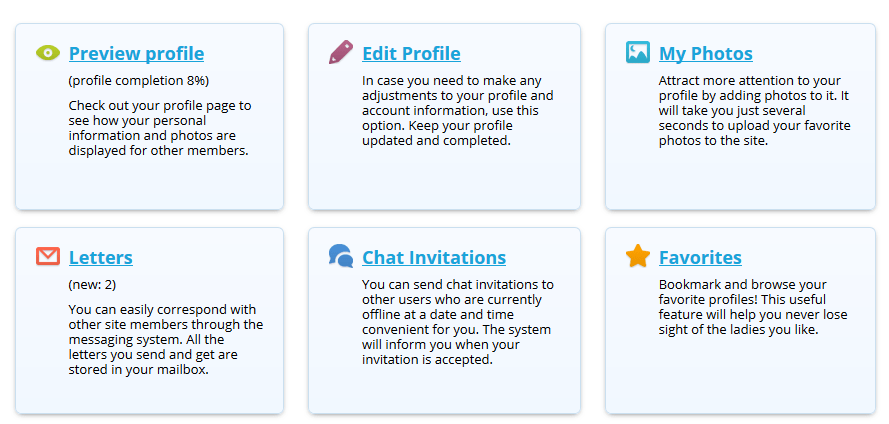 Preview profile
(profile completion 8%)
Check out your profile page to
see how your personal
information and photos are
displayed for other members.
Edit Profile
In case you need to make any
adjustments to your profile and
account information, use this
option. Keep your profile
updated and completed.
My Photos
Attract more attention to your
profile by adding photos to it. It
will take you just several
seconds to upload your favorite
photos to the site.
Letters
(new: 2)
You can easily correspond with
other site members through the
messaging system. All the
letters you send and get are
stored in your mailbox.
Chat Invitations
You can send chat invitations to
other users who are currently
offline at a date and time
convenient for you. The system
will inform you when your
invitation is accepted.
Favorites
Bookmark and browse your
favorite profiles! This useful
feature will help you never lose
sight of the ladies you like.